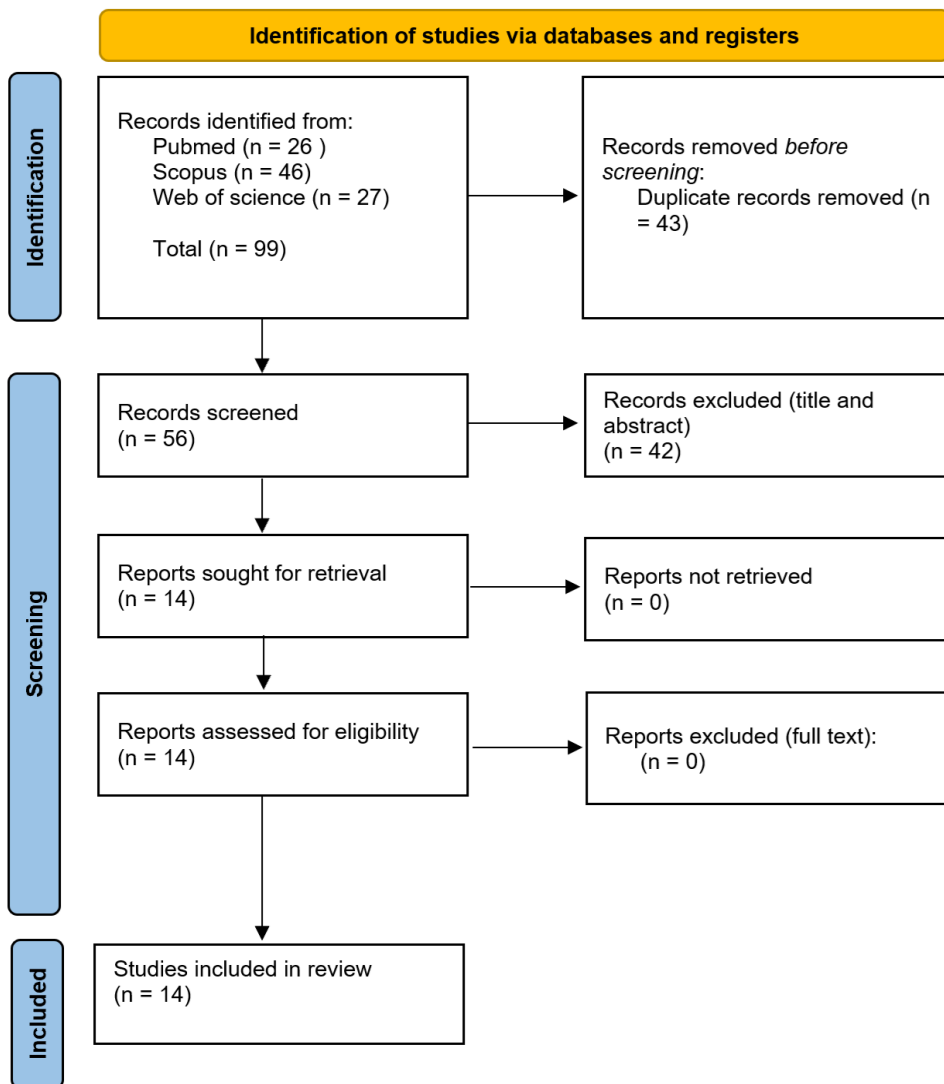 Identification of studies via databases and registers
Identification
Records identified from:
Pubmed (n = 26 )
Scopus (n = 46)
Web of science (n = 27)
Total (n = 99)
Records removed before
screening:
Duplicate records removed (n
= 43)
Screening
Records screened
(n = 56)
Records excluded (title and
abstract)
(n = 42)
Reports sought for retrieval
(n = 14)
Reports not retrieved
(n = 0)
Reports assessed for eligibility
(n = 14)
Reports excluded (full text):
(n = 0)
Included
Studies included in review
(n = 14)